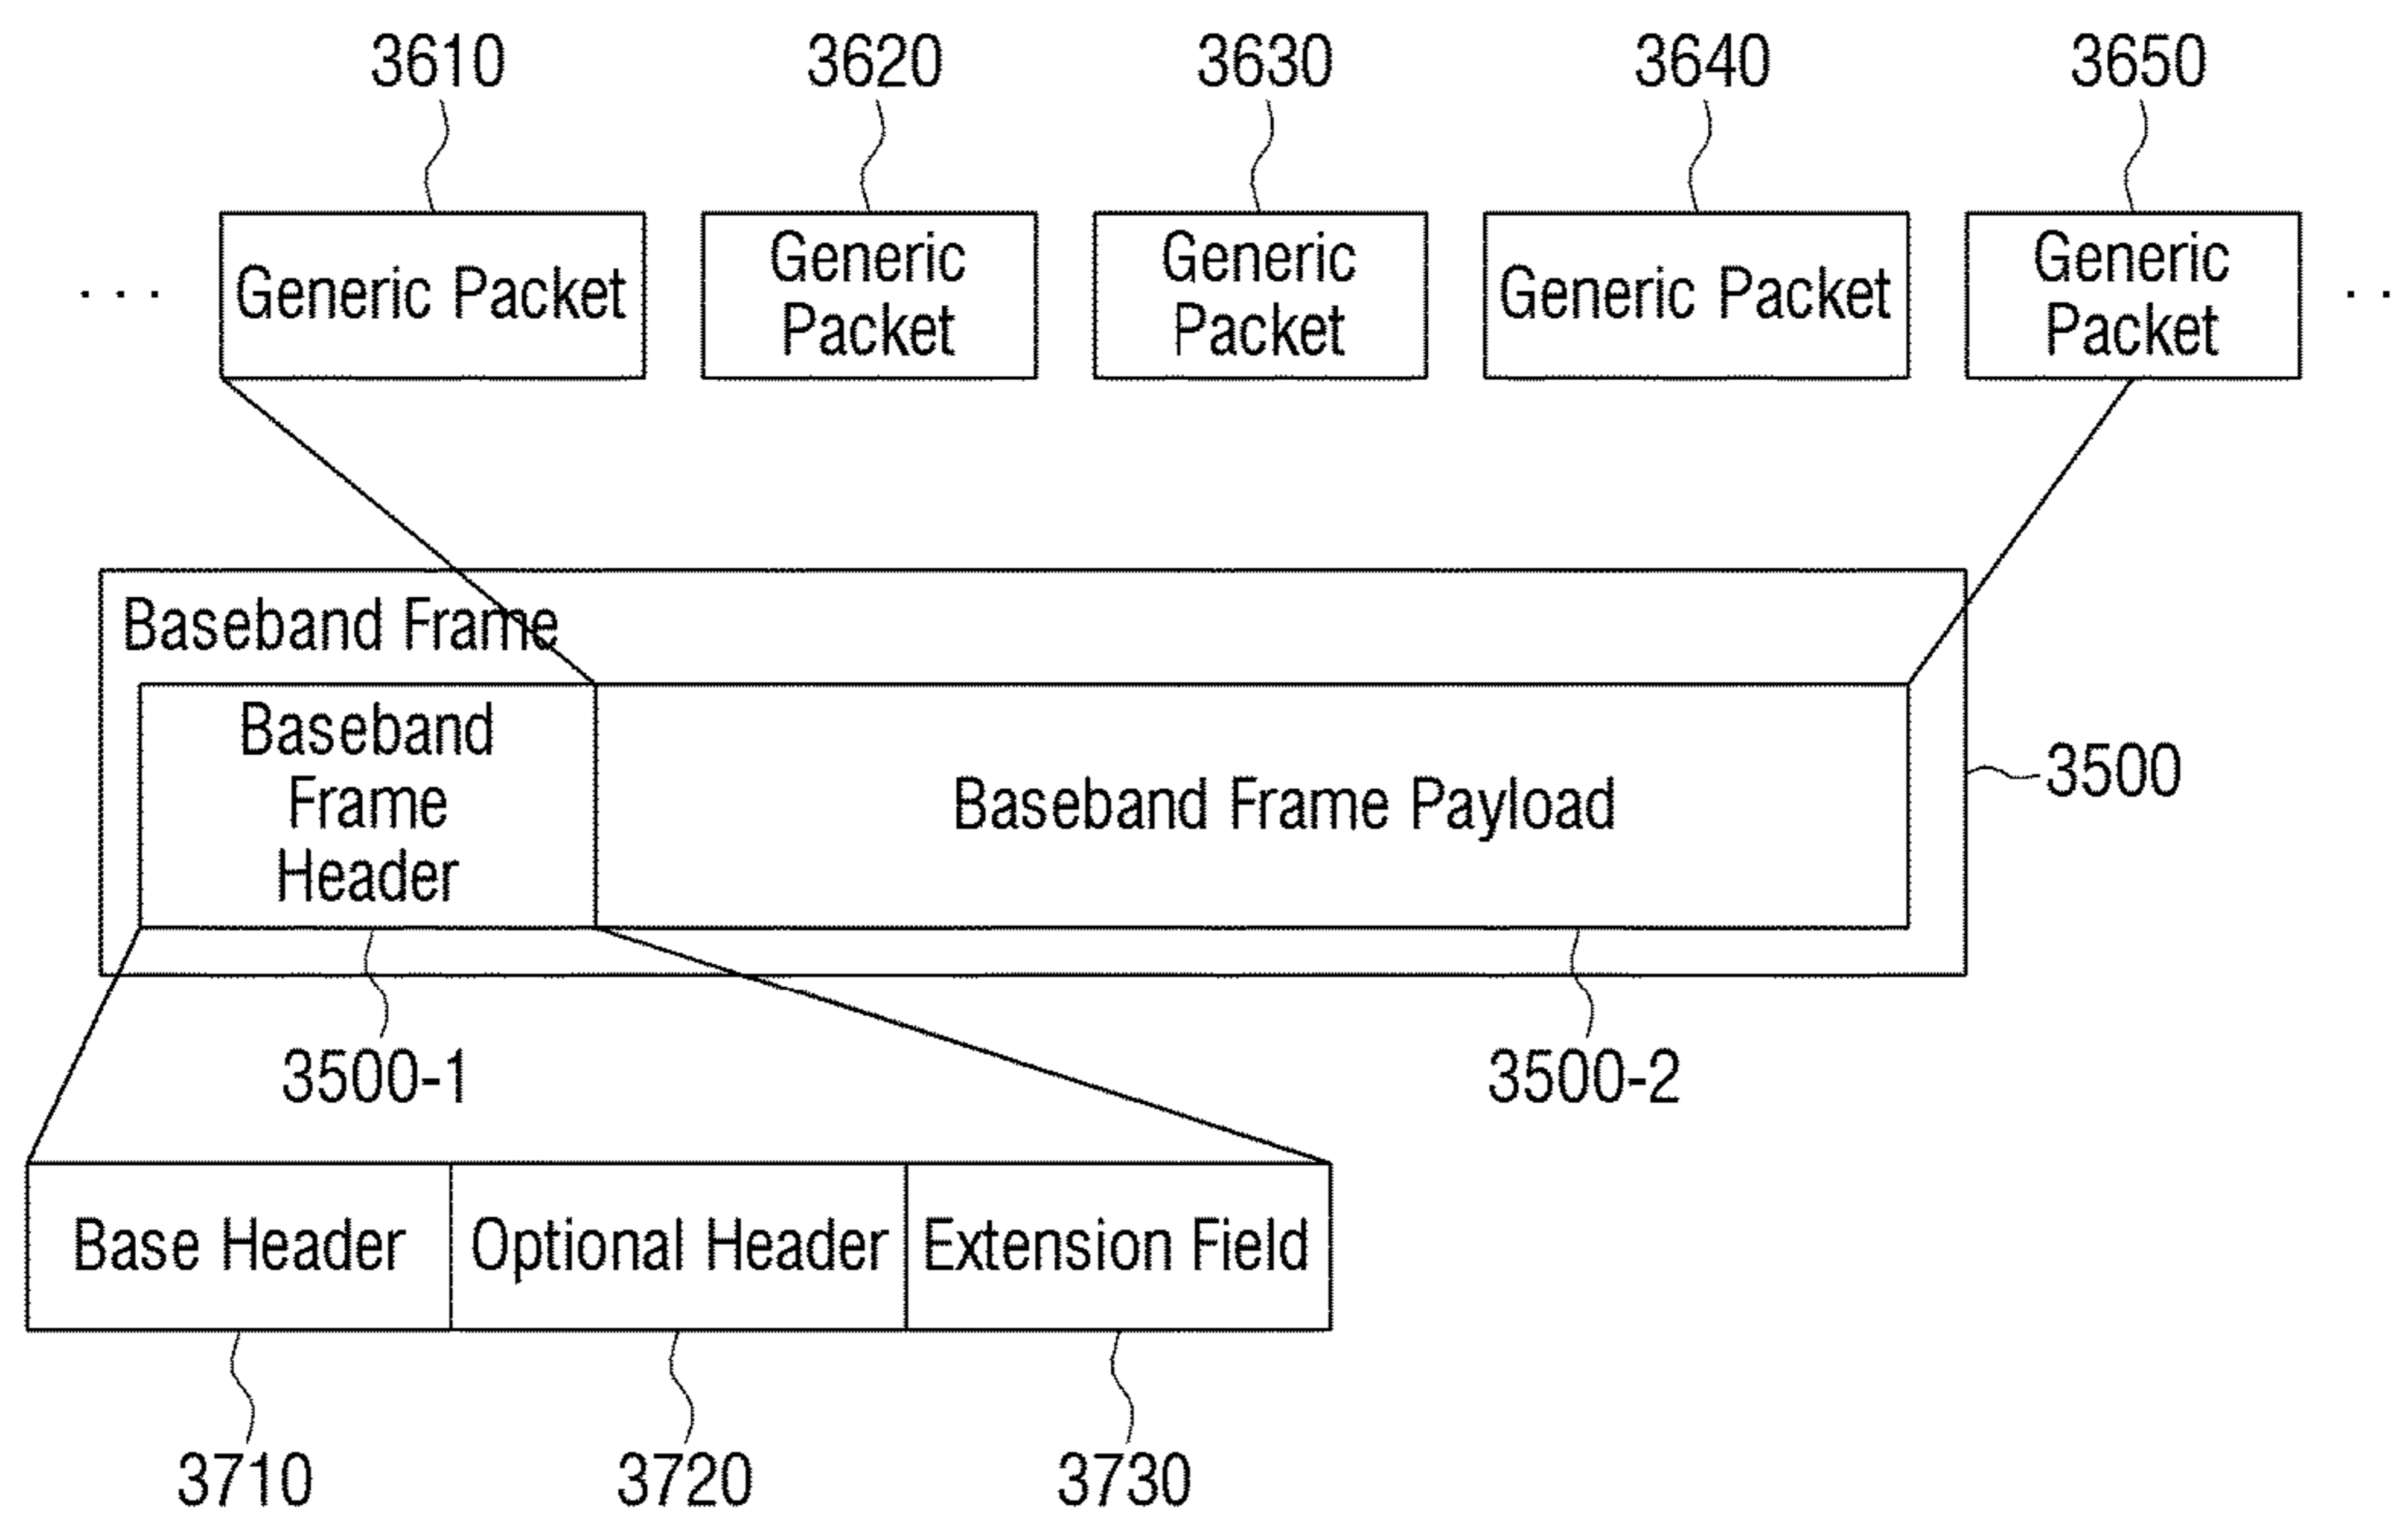 3610 3620 3630 3640 3650
. . . Generic Packet Generic Packet Generic Packet Generic Packet Generic Packet . .
Baseband Frame
Baseband
Frame
Header
Baseband Frame Payload
3500
3500-1 3500-2
Base Header Optional Header Extension Field
3710 3720 3730